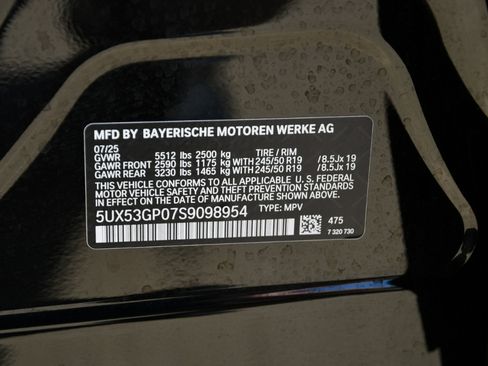 MFD BY BAYERISCHE MOTOREN WERKE AG
07/25 TIRE / RIM
GVWR 5512 lbs 2500 kg
GAWR FRONT 2590 lbs 1175 kg WITH 245/50 R19 /8.5Jx 19
GAWR REAR 3230 lbs 1465 kg WITH 245/50 R19 /8.5Jx 19
THIS VEHICLE CONFORMS TO ALL APPLICABLE U.S. FEDERAL
MOTOR VEHICLE SAFETY, BUMPER, AND THEFT PREVENTION
STANDARDS IN EFFECT ON THE DATE OF MANUFACTURE SHOWN ABOVE.
5UX53GP07S9098954 TYPE: MPV
475
7 320 730